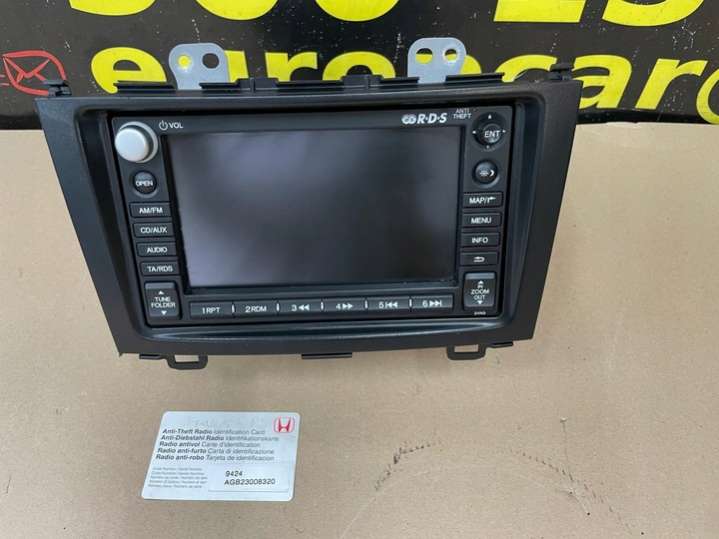 VOL
R·D·S
ANTI
THEFT
ENT
OPEN
AM/FM
CD/AUX
AUDIO
TA/RDS
TUNE
FOLDER
MAP/
MENU
INFO
ZOOM
OUT
1 RPT
2 RDM
3
4
5
6
Anti-Theft Radio Identification Card
Anti-Diebstahl Radio Identifikationskarte
Radio antivol Carte d'identification
Radio anti-furto Carta di identificazione
Radio anti-robo Tarjeta de identificacion
9424
AGB23008320